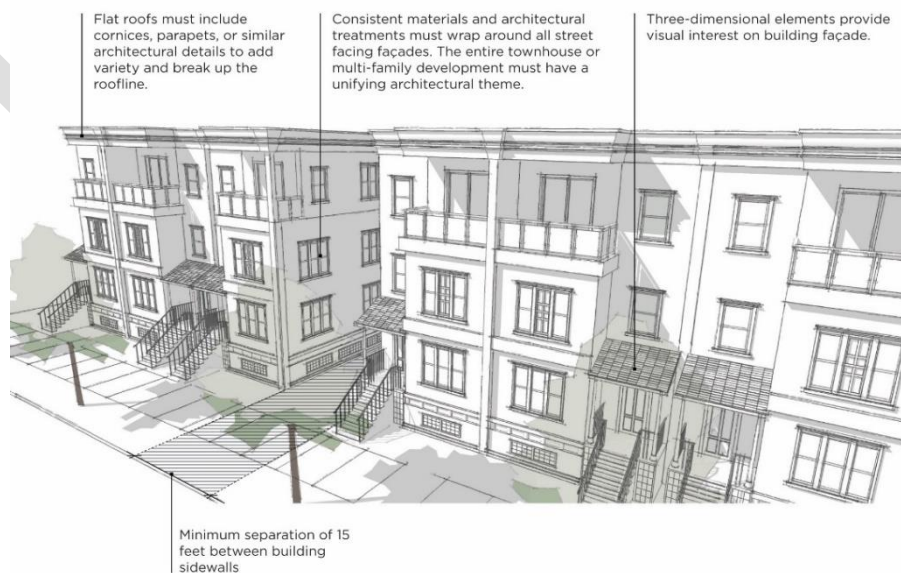 Flat roofs must include
cornices, parapets, or similar
architectural details to add
variety and break up the
roofline.
Consistent materials and architectural
treatments must wrap around all street
facing façades. The entire townhouse or
multi-family development must have a
unifying architectural theme.
Three-dimensional elements provide
visual interest on building façade.
Minimum separation of 15
feet between building
sidewalls